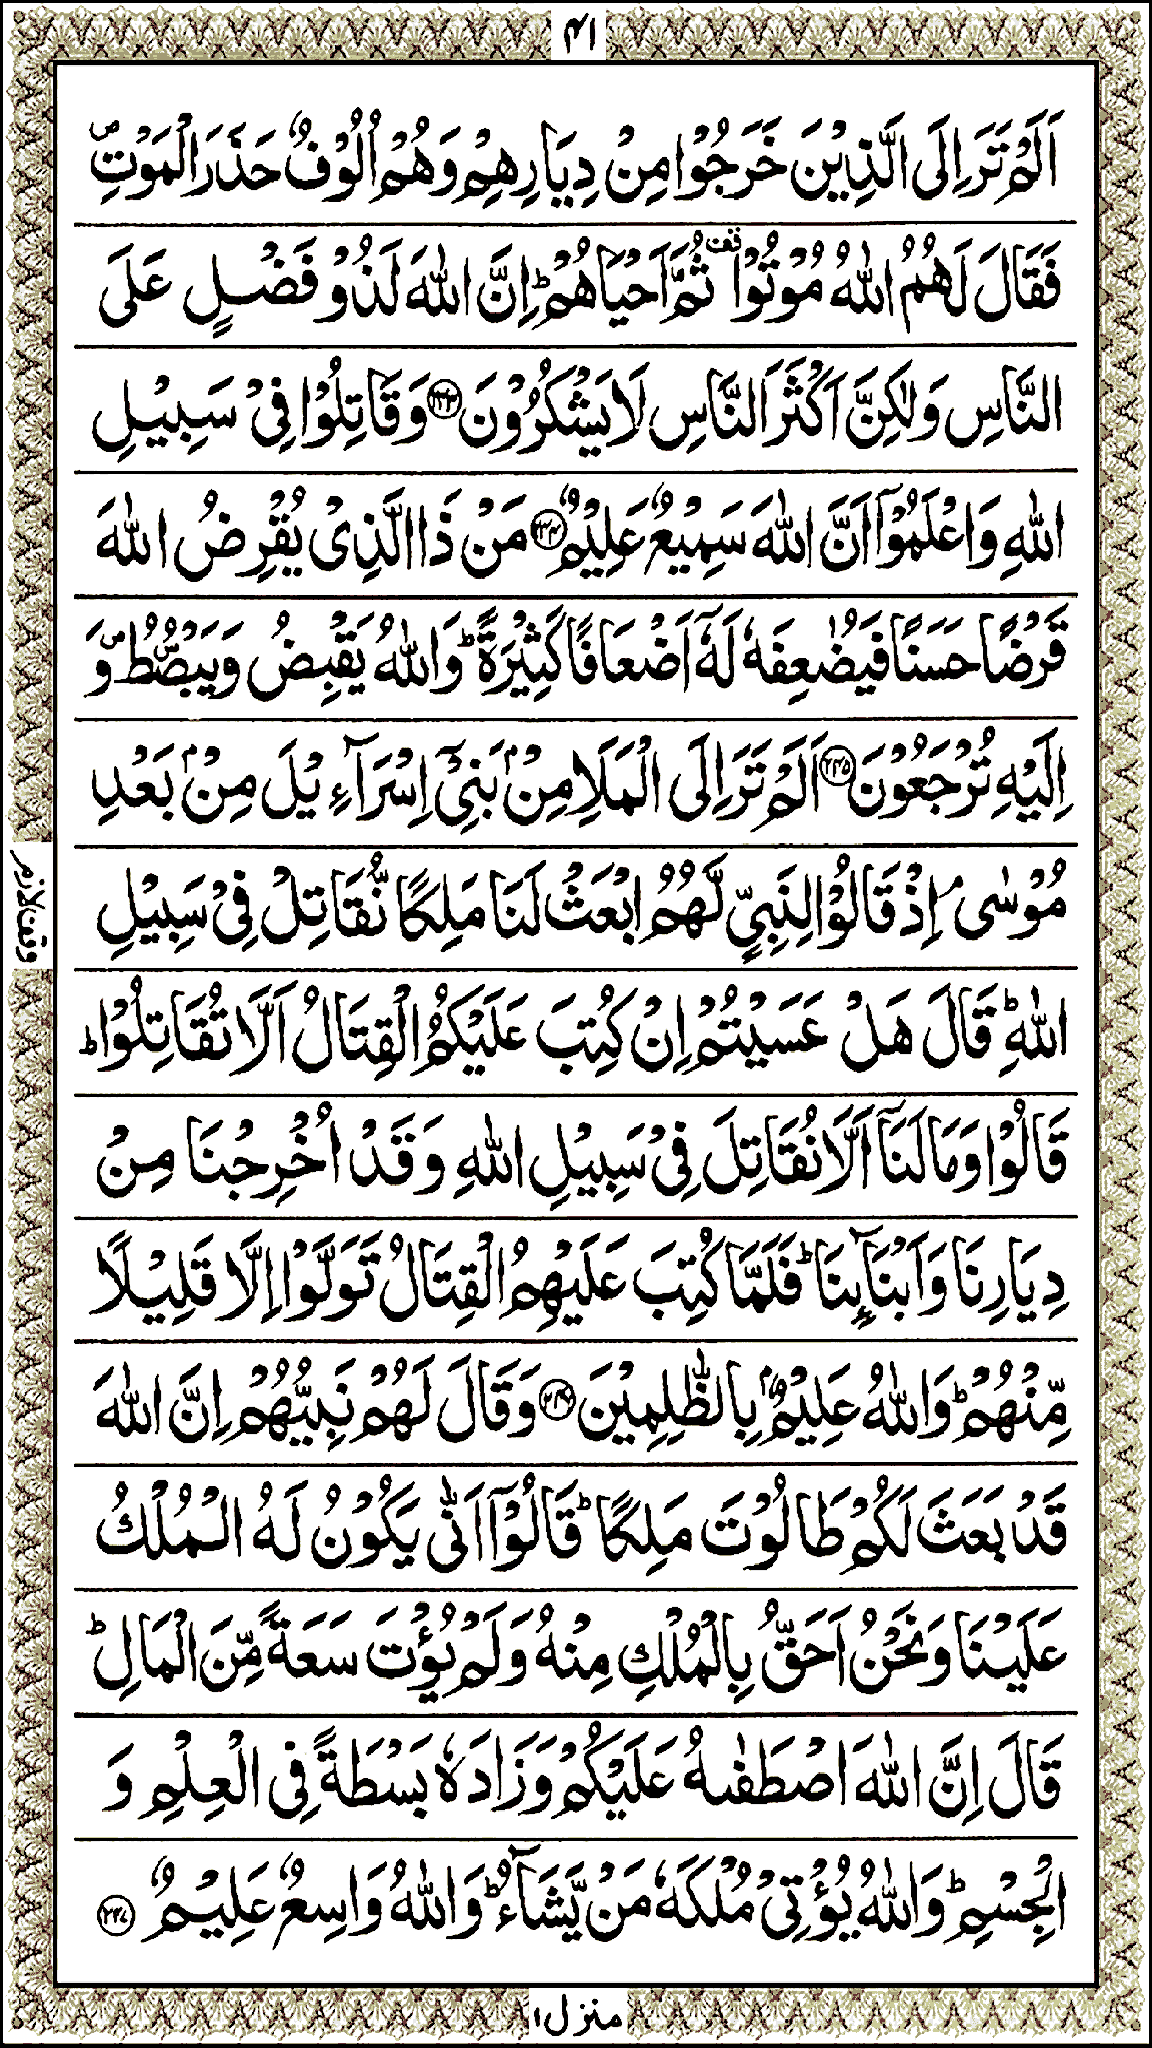 ۴۱
اَلَمْ تَرَ اِلَى الَّذِيْنَ خَرَجُوْا مِنْ دِيَارِهِمْ وَهُمْ اُلُوْفٌ حَذَرَ الْمَوْتِ ص
فَقَالَ لَهُمُ اللّٰهُ مُوْتُوْا قف ثُمَّ اَحْيَاهُمْ ؕ اِنَّ اللّٰهَ لَذُوْ فَضْلٍ عَلَى
النَّاسِ وَلٰكِنَّ اَكْثَرَ النَّاسِ لَا يَشْكُرُوْنَ ﴿۲۴۳﴾ وَقَاتِلُوْا فِيْ سَبِيْلِ
اللّٰهِ وَاعْلَمُوْٓا اَنَّ اللّٰهَ سَمِيْعٌ عَلِيْمٌ ﴿۲۴۴﴾ مَنْ ذَا الَّذِيْ يُقْرِضُ اللّٰهَ
قَرْضًا حَسَنًا فَيُضٰعِفَهٗ لَهٗٓ اَضْعَافًا كَثِيْرَةً ؕ وَاللّٰهُ يَقْبِضُ وَيَبْصُۜطُ ص وَ
اِلَيْهِ تُرْجَعُوْنَ ﴿۲۴۵﴾ اَلَمْ تَرَ اِلَى الْمَلَاِ مِنْۢ بَنِيْٓ اِسْرَآءِيْلَ مِنْۢ بَعْدِ
مُوْسٰى ۘ اِذْ قَالُوْا لِنَبِيٍّ لَّهُمُ ابْعَثْ لَنَا مَلِكًا نُّقَاتِلْ فِيْ سَبِيْلِ
اللّٰهِ ؕ قَالَ هَلْ عَسَيْتُمْ اِنْ كُتِبَ عَلَيْكُمُ الْقِتَالُ اَلَّا تُقَاتِلُوْا ؕ
قَالُوْا وَمَا لَنَآ اَلَّا نُقَاتِلَ فِيْ سَبِيْلِ اللّٰهِ وَقَدْ اُخْرِجْنَا مِنْ
دِيَارِنَا وَاَبْنَآئِنَا ؕ فَلَمَّا كُتِبَ عَلَيْهِمُ الْقِتَالُ تَوَلَّوْا اِلَّا قَلِيْلًا
مِّنْهُمْ ؕ وَاللّٰهُ عَلِيْمٌۢ بِالظّٰلِمِيْنَ ﴿۲۴۶﴾ وَقَالَ لَهُمْ نَبِيُّهُمْ اِنَّ اللّٰهَ
قَدْ بَعَثَ لَكُمْ طَالُوْتَ مَلِكًا ؕ قَالُوْٓا اَنّٰى يَكُوْنُ لَهُ الْمُلْكُ
عَلَيْنَا وَنَحْنُ اَحَقُّ بِالْمُلْكِ مِنْهُ وَلَمْ يُؤْتَ سَعَةً مِّنَ الْمَالِ ؕ
قَالَ اِنَّ اللّٰهَ اصْطَفٰىهُ عَلَيْكُمْ وَزَادَهٗ بَسْطَةً فِي الْعِلْمِ وَ
الْجِسْمِ ؕ وَاللّٰهُ يُؤْتِيْ مُلْكَهٗ مَنْ يَّشَآءُ ؕ وَاللّٰهُ وَاسِعٌ عَلِيْمٌ ﴿۲۴۷﴾
وقف لازم
منزل ۱